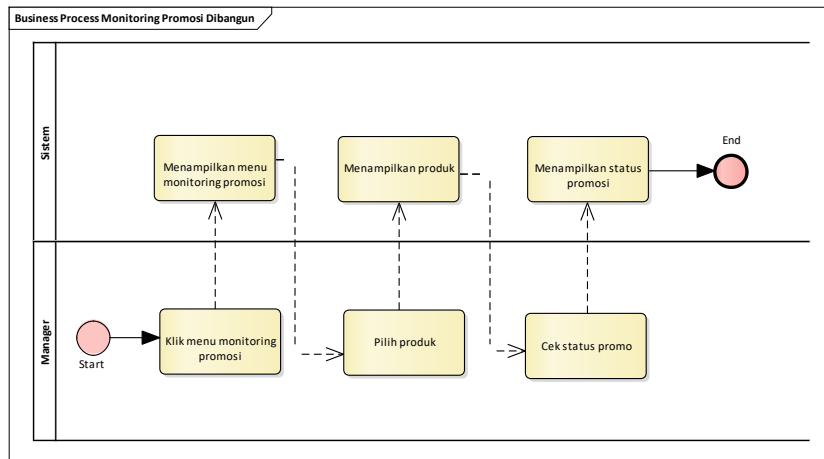 Business Process Monitoring Promosi Dibangun
Sistem
Menampilkan menu
monitoring promosi
Menampilkan produk
Menampilkan status
promosi
End
Manager
Start
Klik menu monitoring
promosi
Pilih produk
Cek status promo